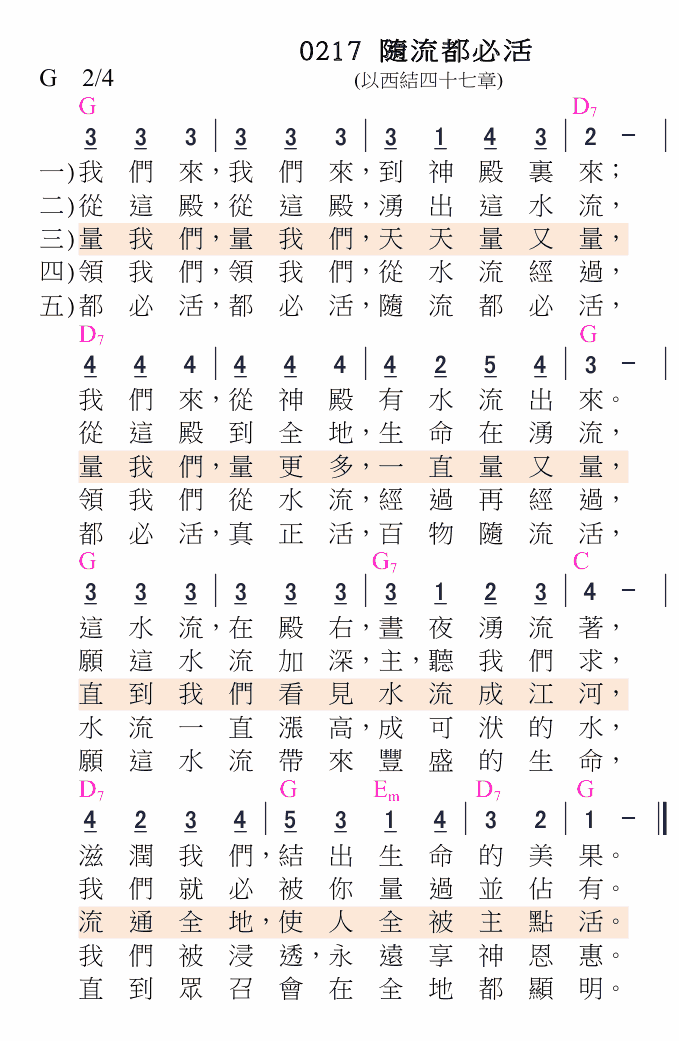 0217 隨流都必活
G 2/4 (以西結四十七章)
G D7
3 3 3 | 3 3 3 | 3 1 4 3 | 2 － |
一)我們來，我們來，到神殿裏來；
二)從這殿，從這殿，湧出這水流，
三)量我們，量我們，天天量又量，
四)領我們，領我們，從水流經過，
五)都必活，都必活，隨流都必活，
D7 G
4 4 4 | 4 4 4 | 4 2 5 4 | 3 － |
我們來，從神殿有水流出來。
從這殿到全地，生命在湧流，
量我們，量更多，一直量又量，
領我們從水流，經過再經過，
都必活，真正活，百物隨流活，
G G7 C
3 3 3 | 3 3 3 | 3 1 2 3 | 4 － |
這水流，在殿右，晝夜湧流著，
願這水流加深，主，聽我們求，
直到我們看見水流成江河，
水流一直漲高，成可洑的水，
願這水流帶來豐盛的生命，
D7 G Em D7 G
4 2 3 4 | 5 3 1 4 | 3 2 | 1 － ||
滋潤我們，結出生命的美果。
我們就必被你量過並佔有。
流通全地，使人全被主點活。
我們被浸透，永遠享神恩惠。
直到眾召會在全地都顯明。